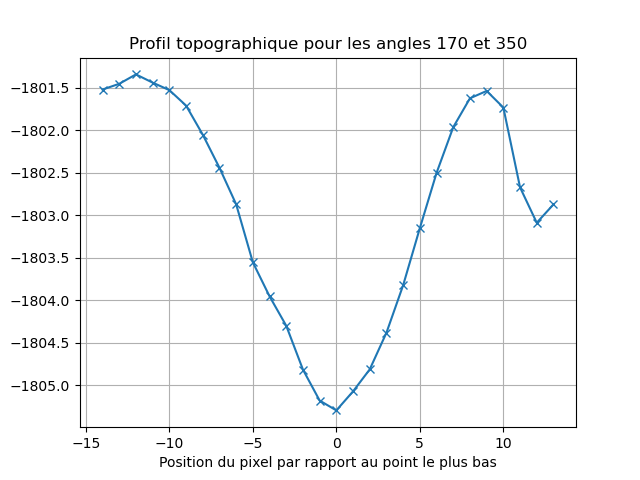 Profil topographique pour les angles 170 et 350
−1801.5
−1802.0
−1802.5
−1803.0
−1803.5
−1804.0
−1804.5
−1805.0
−15 −10 −5 0 5 10
Position du pixel par rapport au point le plus bas